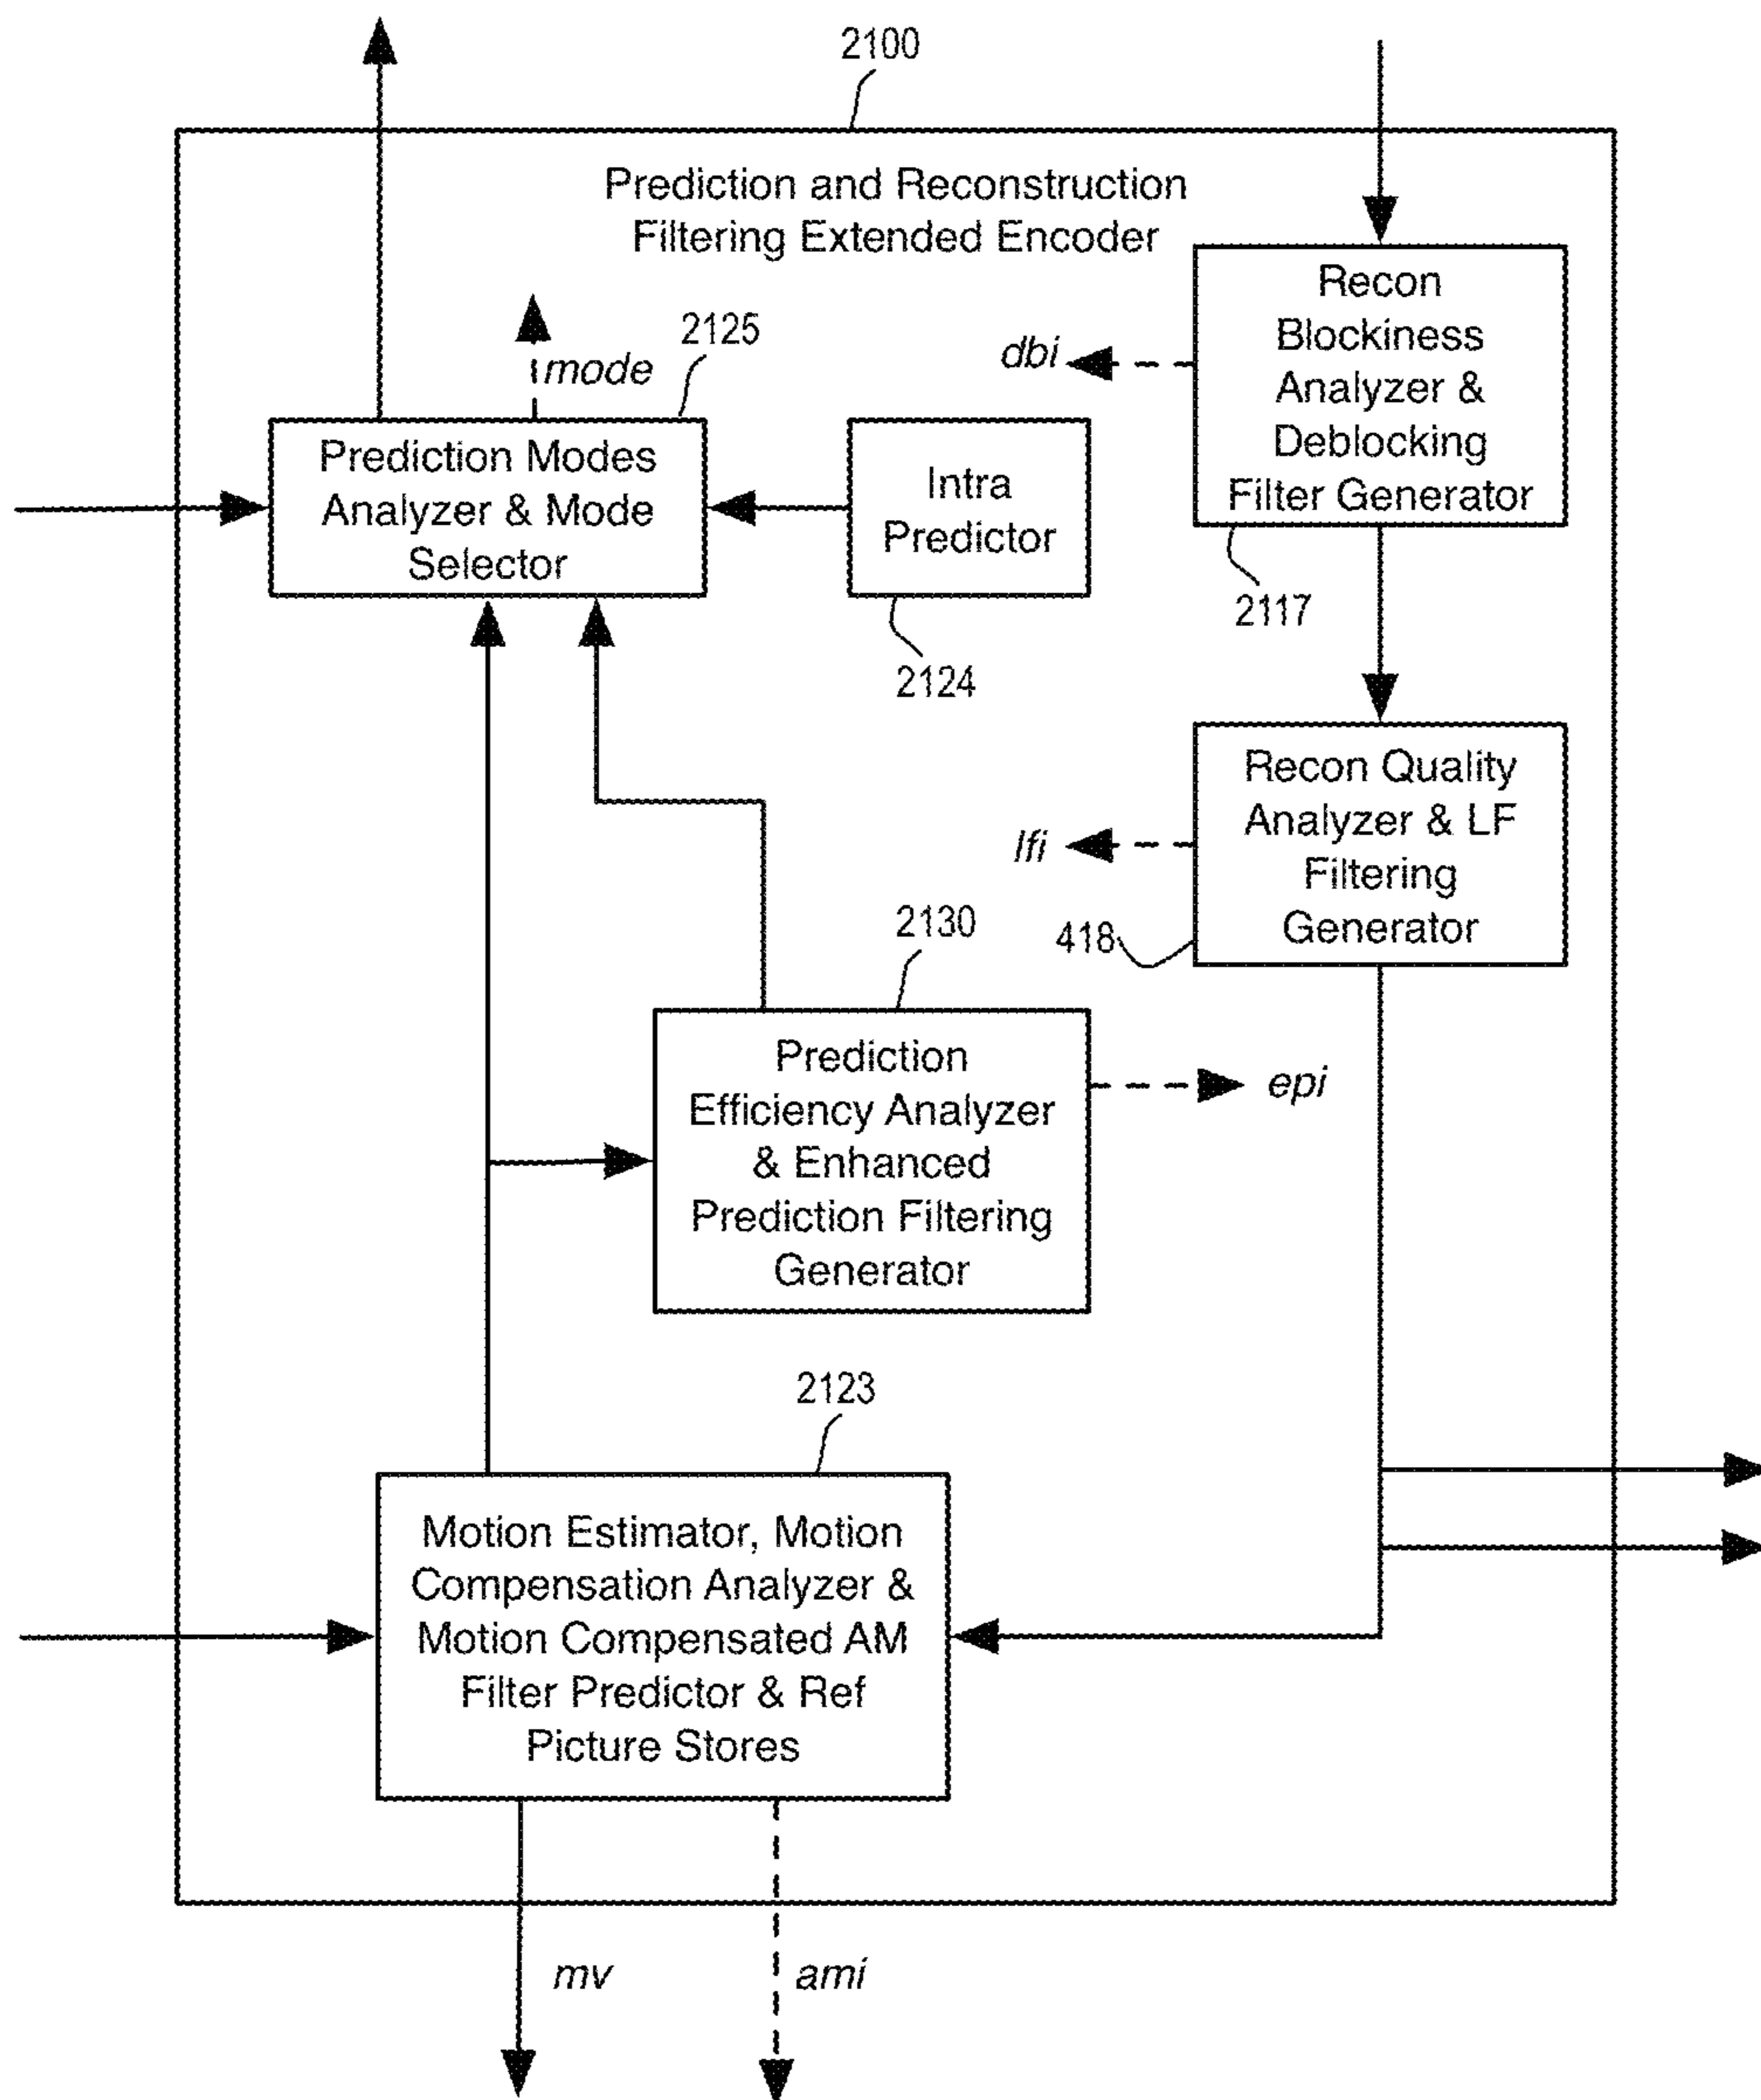 2100
Prediction and Reconstruction
Filtering Extended Encoder
mode
2125
Prediction Modes
Analyzer & Mode
Selector
Intra
Predictor
2124
dbi
Recon
Blockiness
Analyzer &
Deblocking
Filter Generator
2117
Recon Quality
Analyzer & LF
Filtering
Generator
lfi
418
2130
Prediction
Efficiency Analyzer
& Enhanced
Prediction Filtering
Generator
epi
2123
Motion Estimator, Motion
Compensation Analyzer &
Motion Compensated AM
Filter Predictor & Ref
Picture Stores
mv
ami